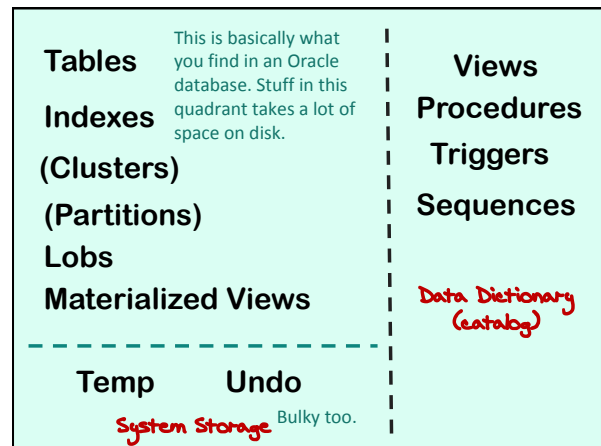 Tables
This is basically what
you find in an Oracle
database. Stuff in this
quadrant takes a lot of
space on disk.
Indexes
(Clusters)
(Partitions)
Lobs
Materialized Views
Temp Undo
System Storage Bulky too.
Views
Procedures
Triggers
Sequences
Data Dictionary
(catalog)